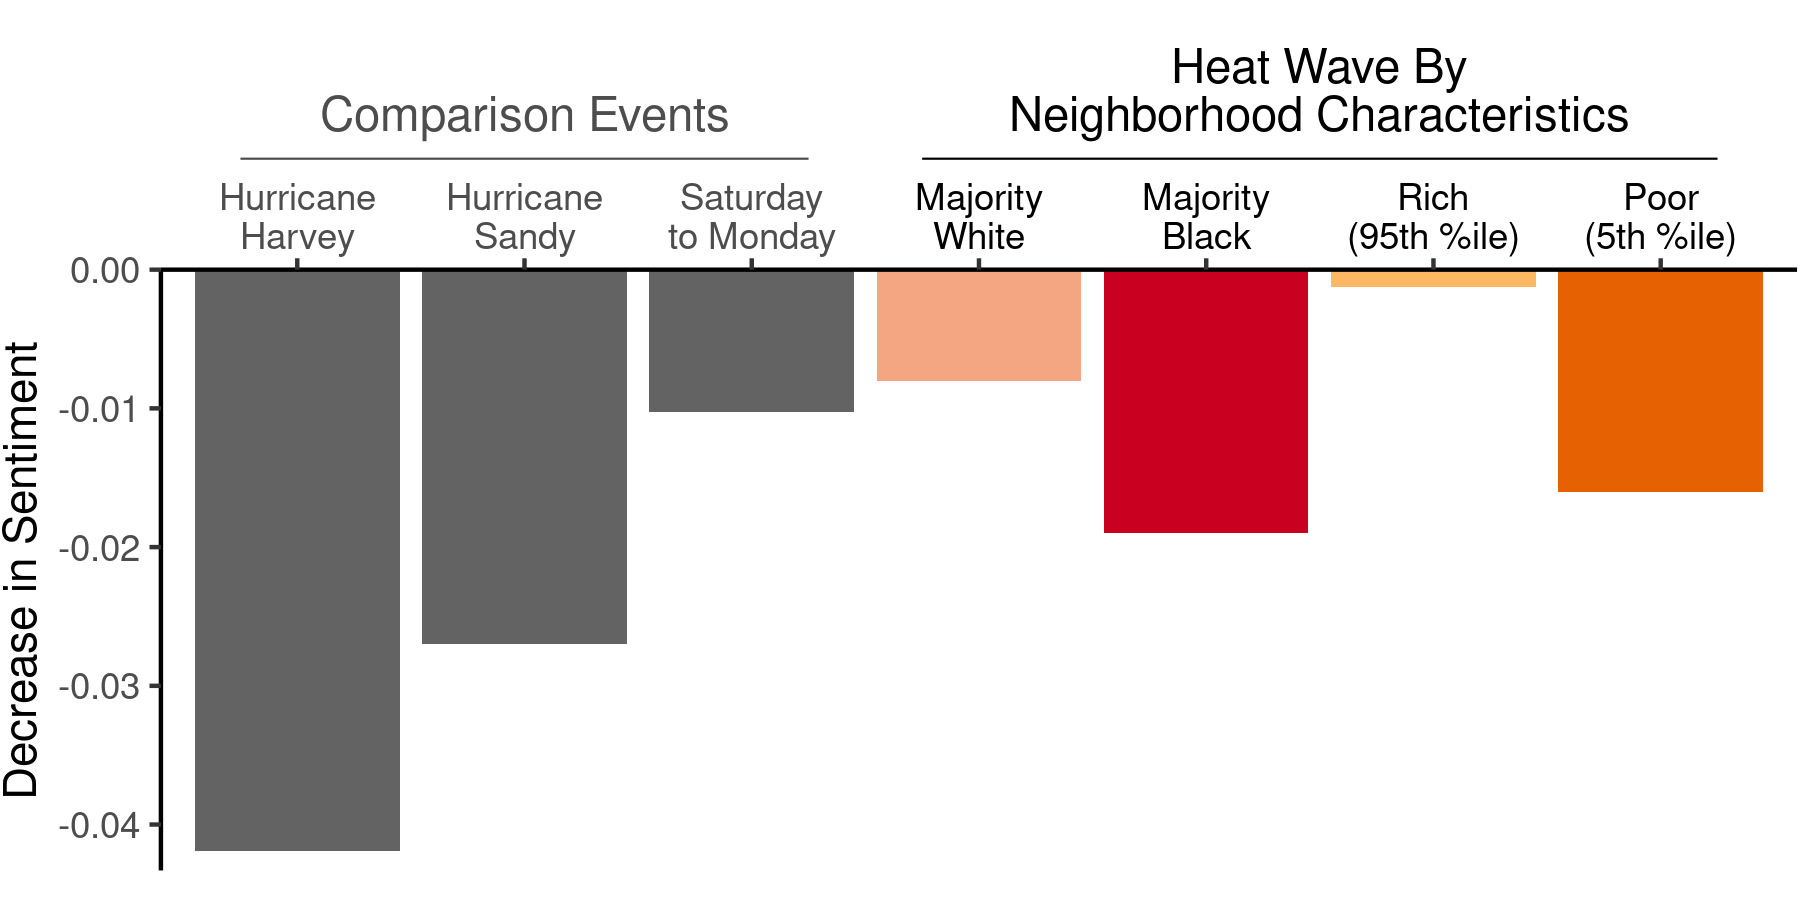 Comparison Events
Heat Wave By
Neighborhood Characteristics
Hurricane
Harvey
Hurricane
Sandy
Saturday
to Monday
Majority
White
Majority
Black
Rich
(95th %ile)
Poor
(5th %ile)
Decrease in Sentiment
0.00
-0.01
-0.02
-0.03
-0.04